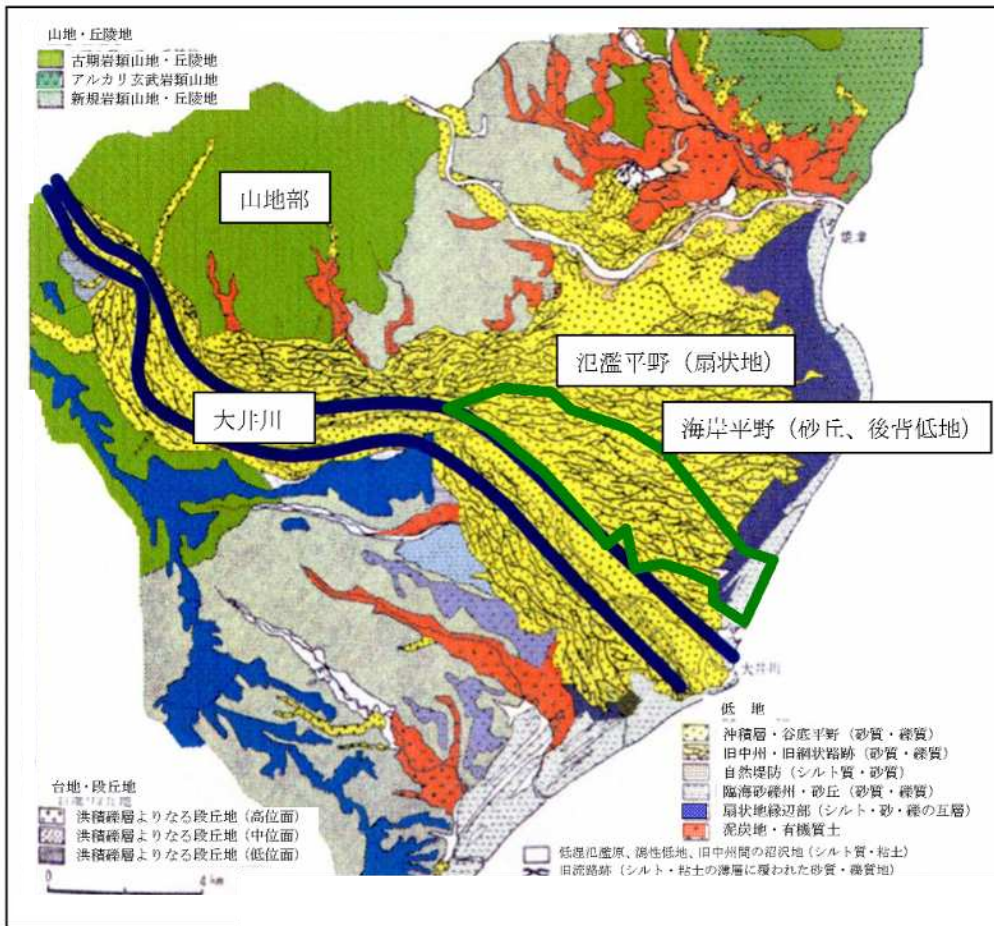 山地・丘陵地
古期岩類山地・丘陵地
アルカリ玄武岩類山地
新規岩類山地・丘陵地
山地部
焼津
氾濫平野（扇状地）
大井川
海岸平野（砂丘、後背低地）
大井川
低 地
沖積層・谷底平野（砂質・礫質）
旧中州・旧網状路跡（砂質・礫質）
自然堤防（シルト質・砂質）
臨海砂礫州・砂丘（砂質・礫質）
扇状地縁辺部（シルト・砂・礫の互層）
泥炭地・有機質土
台地・段丘地
洪積礫層よりなる段丘地（高位面）
洪積礫層よりなる段丘地（中位面）
洪積礫層よりなる段丘地（低位面）
0 4 km
低湿氾濫原、潟性低地、旧中州間の沼沢地（シルト質・粘土）
旧流路跡（シルト・粘土の薄層に覆われた砂質・礫質地）